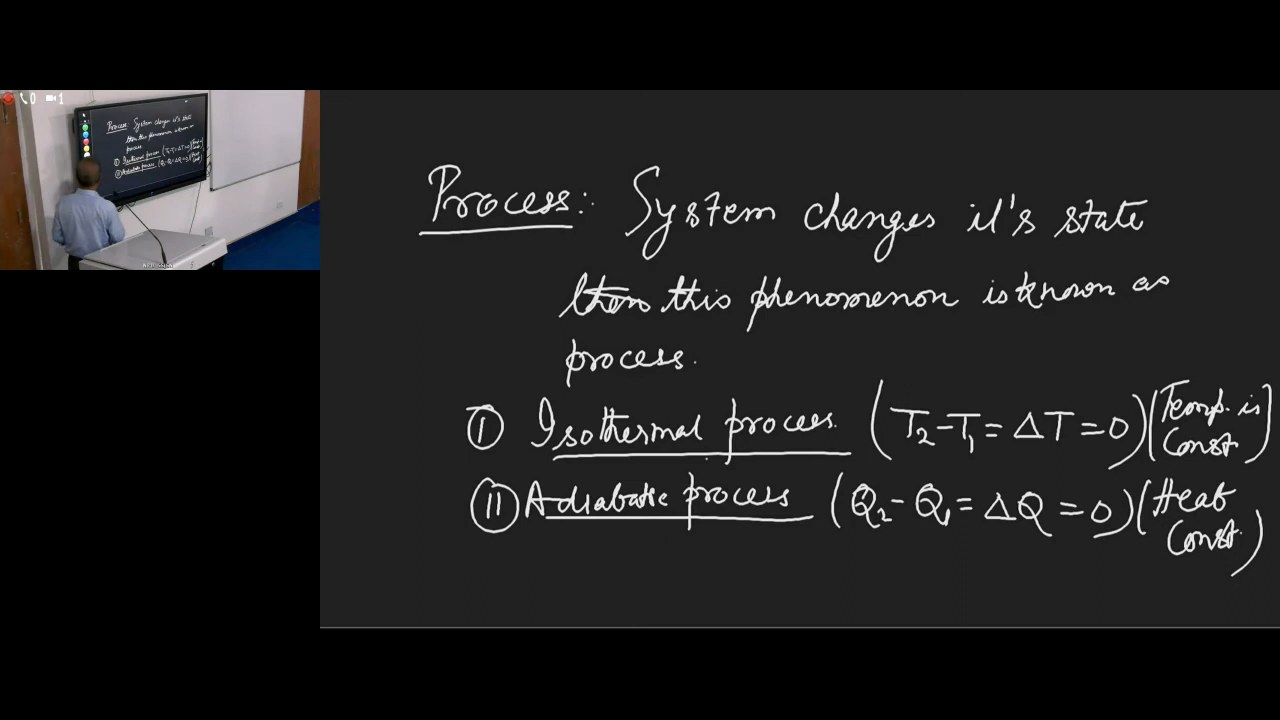 Process: System changes it's state
then this phenomenon is known as
process.
(I) Isothermal process (T₂-T₁ = ΔT = 0) [Temp. is Const.]
(II) Adiabatic process (Q₂-Q₁ = ΔQ = 0) (Heat Const.)